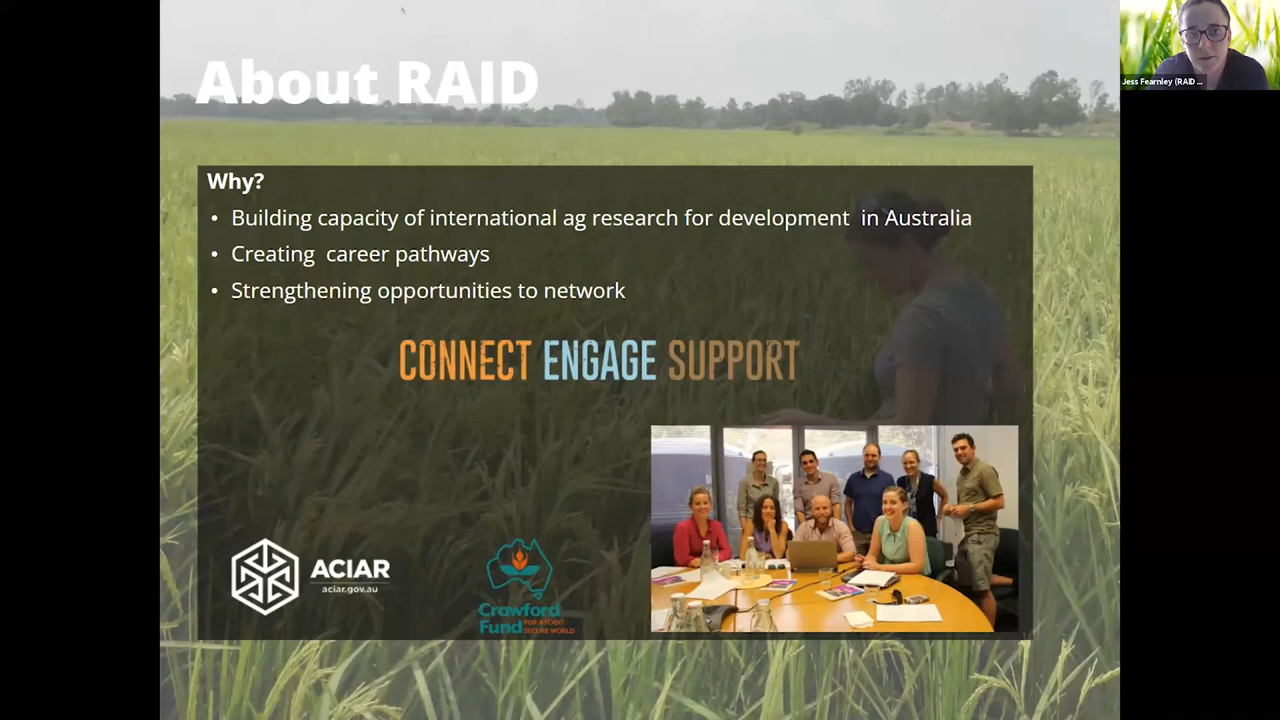 About RAID
Jess Fearnley (RAID ...
Why?
• Building capacity of international ag research for development in Australia
• Creating career pathways
• Strengthening opportunities to network
CONNECT ENGAGE SUPPORT
ACIAR
aciar.gov.au
Crawford
Fund FOR A FOOD
SECURE WORLD